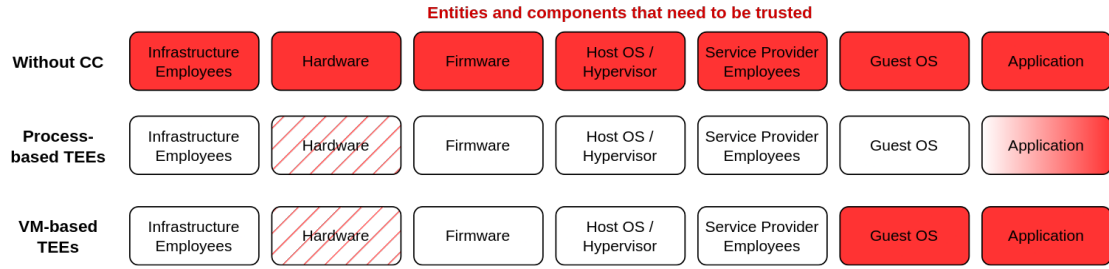 Entities and components that need to be trusted
Without CC
Infrastructure
Employees
Hardware
Firmware
Host OS /
Hypervisor
Service Provider
Employees
Guest OS
Application
Process-
based TEEs
Infrastructure
Employees
Hardware
Firmware
Host OS /
Hypervisor
Service Provider
Employees
Guest OS
Application
VM-based
TEEs
Infrastructure
Employees
Hardware
Firmware
Host OS /
Hypervisor
Service Provider
Employees
Guest OS
Application